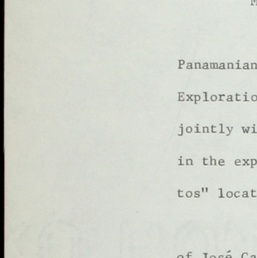 Panamanian
Exploratio
jointly wi
in the exp
tos" locat
of José Ca